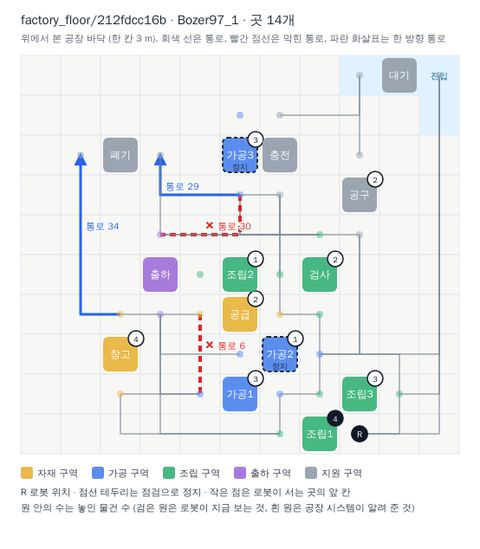 factory_floor/212fdcc16b · Bozer97_1 · 곳 14개
위에서 본 공장 바닥 (한 칸 3 m). 회색 선은 통로, 빨간 점선은 막힌 통로, 파란 화살표는 한 방향 통로
대기
전립
3
폐기
가공3
정지
충전
통로 29
2
공구
통로 34
✕ 통로 30
출하
1
조립2
2
검사
2
공급
4
창고
✕ 통로 6
1
가공2
정지
3
가공1
3
조립3
4
조립1
R
자재 구역
가공 구역
조립 구역
출하 구역
지원 구역
R 로봇 위치 · 점선 테두리는 점검으로 정지 · 작은 점은 로봇이 서는 곳의 앞 칸
원 안의 수는 놓인 물건 수 (검은 원은 로봇이 지금 보는 것, 흰 원은 공장 시스템이 알려 준 것)